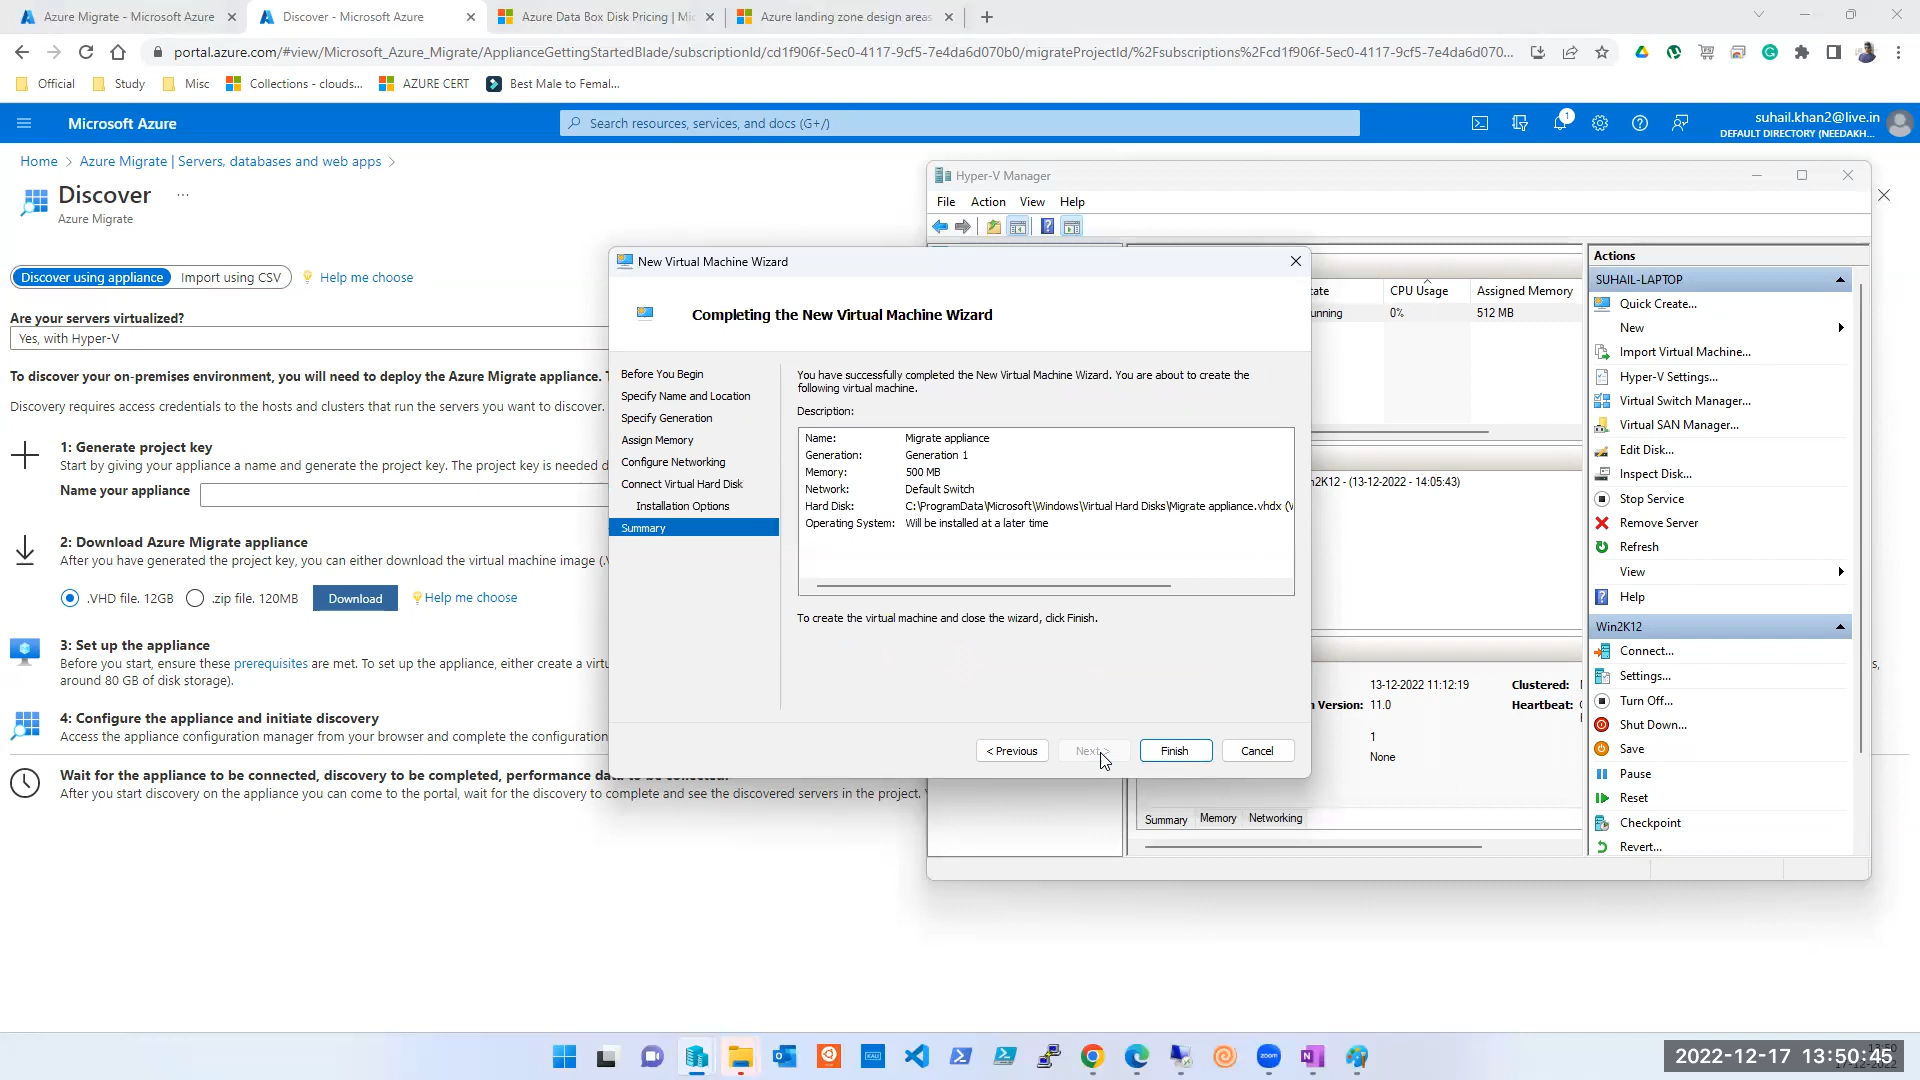 Azure Migrate - Microsoft Azure
Discover - Microsoft Azure
Azure Data Box Disk Pricing | Mic
Azure landing zone design areas
portal.azure.com/#view/Microsoft_Azure_Migrate/ApplianceGettingStartedBlade/subscriptionId/cd1f906f-5ec0-4117-9cf5-7e4da6d070b0/migrateProjectId/%2Fsubscriptions%2Fcd1f906f-5ec0-4117-9cf5-7e4da6d070...
Official
Study
Misc
Collections - clouds...
AZURE CERT
Best Male to Femal...
Microsoft Azure
Search resources, services, and docs (G+/)
1
suhail.khan2@live.in
DEFAULT DIRECTORY (NEEDAKH...
Home > Azure Migrate | Servers, databases and web apps >
Discover ...
Azure Migrate
Discover using appliance
Import using CSV
Help me choose
Are your servers virtualized?
Yes, with Hyper-V
To discover your on-premises environment, you will need to deploy the Azure Migrate appliance.
Discovery requires access credentials to the hosts and clusters that run the servers you want to discover.
1: Generate project key
Start by giving your appliance a name and generate the project key. The project key is needed d
Name your appliance
2: Download Azure Migrate appliance
After you have generated the project key, you can either download the virtual machine image (.
.VHD file. 12GB
.zip file. 120MB
Download
Help me choose
3: Set up the appliance
Before you start, ensure these prerequisites are met. To set up the appliance, either create a virtu
around 80 GB of disk storage).
4: Configure the appliance and initiate discovery
Access the appliance configuration manager from your browser and complete the configuration
Wait for the appliance to be connected, discovery to be completed, performance data to be collected.
After you start discovery on the appliance you can come to the portal, wait for the discovery to complete and see the discovered servers in the project.
s,
Hyper-V Manager
File
Action
View
Help
tate
CPU Usage
Assigned Memory
unning
0%
512 MB
n2K12 - (13-12-2022 - 14:05:43)
13-12-2022 11:12:19
Clustered:
n Version: 11.0
Heartbeat:
1
None
Summary
Memory
Networking
Actions
SUHAIL-LAPTOP
Quick Create...
New
Import Virtual Machine...
Hyper-V Settings...
Virtual Switch Manager...
Virtual SAN Manager...
Edit Disk...
Inspect Disk...
Stop Service
Remove Server
Refresh
View
Help
Win2K12
Connect...
Settings...
Turn Off...
Shut Down...
Save
Pause
Reset
Checkpoint
Revert...
New Virtual Machine Wizard
Completing the New Virtual Machine Wizard
Before You Begin
Specify Name and Location
Specify Generation
Assign Memory
Configure Networking
Connect Virtual Hard Disk
Installation Options
Summary
You have successfully completed the New Virtual Machine Wizard. You are about to create the
following virtual machine.
Description:
Name: Migrate appliance
Generation: Generation 1
Memory: 500 MB
Network: Default Switch
Hard Disk: C:\ProgramData\Microsoft\Windows\Virtual Hard Disks\Migrate appliance.vhdx (V
Operating System: Will be installed at a later time
To create the virtual machine and close the wizard, click Finish.
< Previous
Next >
Finish
Cancel
zoom
2022-12-17 13:50:45